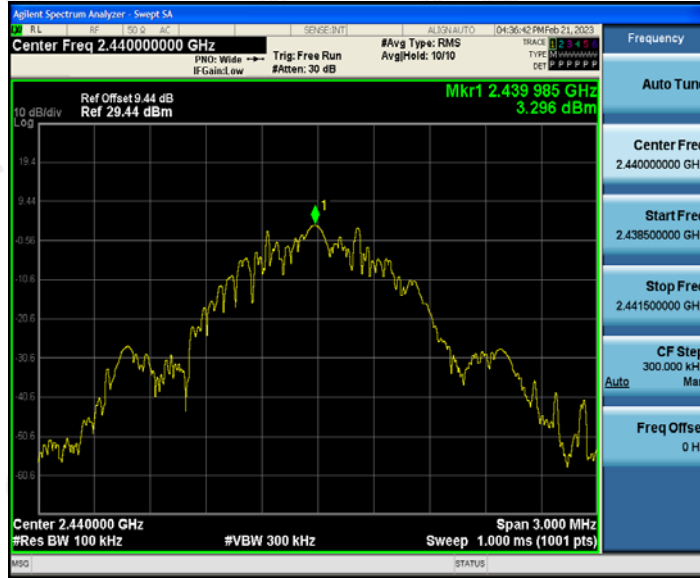 Agilent Spectrum Analyzer - Swept SA
RL RF 50 Ω AC SENSE:INT ALIGN AUTO 04:36:42 PM Feb 21, 2023
Center Freq 2.440000000 GHz
#Avg Type: RMS
TRACE 1 2 3 4 5 6
PNO: Wide
Trig: Free Run
Avg|Hold: 10/10
TYPE M W W W W W
IFGain:Low
#Atten: 30 dB
DET P P P P P P
Ref Offset 9.44 dB
Mkr1 2.439 985 GHz
10 dB/div
Ref 29.44 dBm
3.296 dBm
Log
19.4
9.44
1
-0.56
-10.6
-20.6
-30.6
-40.6
-50.6
-60.6
Center 2.440000 GHz
Span 3.000 MHz
#Res BW 100 kHz
#VBW 300 kHz
Sweep 1.000 ms (1001 pts)
MSG
STATUS
Frequency
Auto Tun
Center Fre
2.440000000 GH
Start Fre
2.438500000 GH
Stop Fre
2.441500000 GH
CF Step
300.000 kH
Auto Ma
Freq Offse
0 H